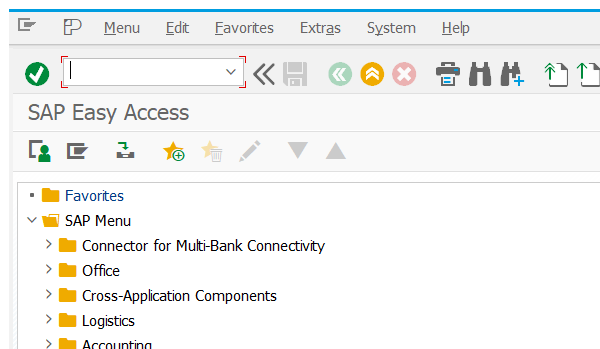 Menu Edit Favorites Extras System Help
SAP Easy Access
Favorites
SAP Menu
Connector for Multi-Bank Connectivity
Office
Cross-Application Components
Logistics
Accounting